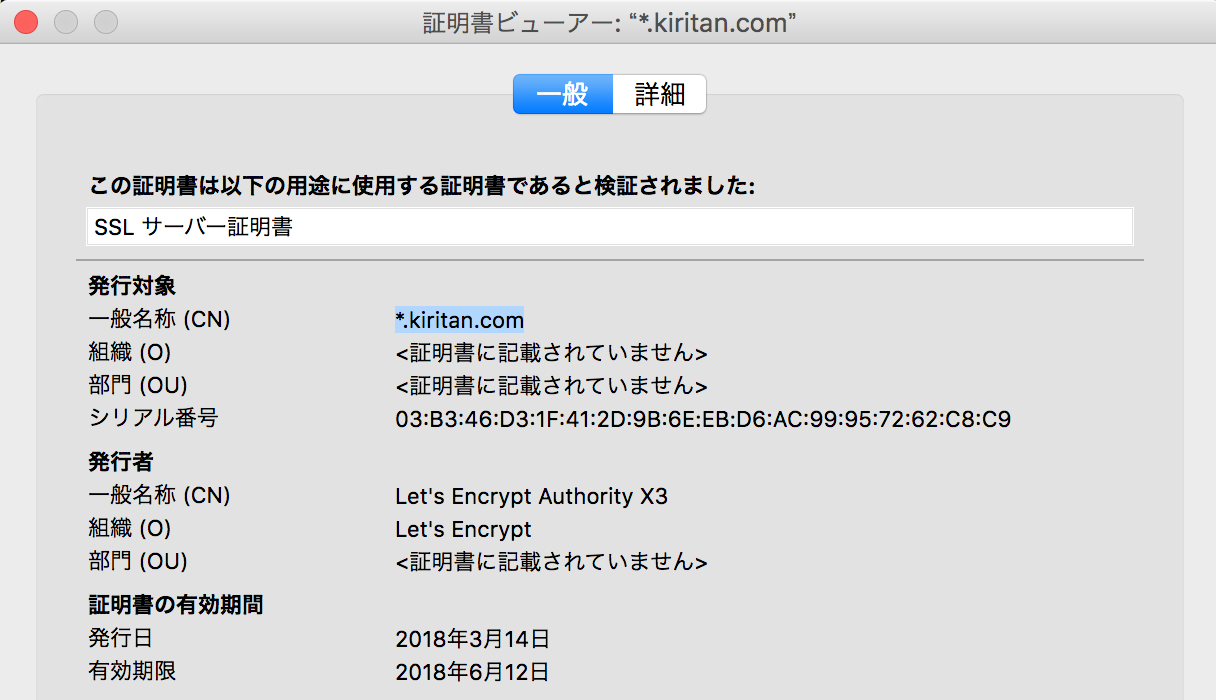 証明書ビューアー: “*.kiritan.com”
一般 詳細
この証明書は以下の用途に使用する証明書であると検証されました:
SSL サーバー証明書
発行対象
一般名称 (CN) *.kiritan.com
組織 (O) <証明書に記載されていません>
部門 (OU) <証明書に記載されていません>
シリアル番号 03:B3:46:D3:1F:41:2D:9B:6E:EB:D6:AC:99:95:72:62:C8:C9
発行者
一般名称 (CN) Let's Encrypt Authority X3
組織 (O) Let's Encrypt
部門 (OU) <証明書に記載されていません>
証明書の有効期間
発行日 2018年3月14日
有効期限 2018年6月12日